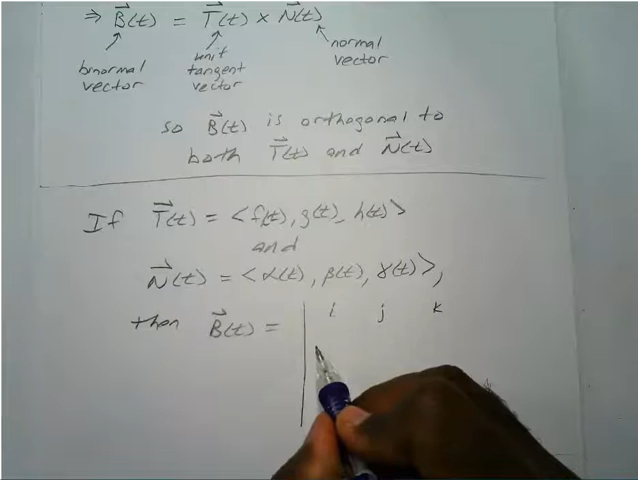 ⇒ B⃗(t) = T⃗(t) × N⃗(t)
binormal vector
unit tangent vector
normal vector
so B⃗(t) is orthogonal to
both T⃗(t) and N⃗(t)
If T⃗(t) = <f(t), g(t), h(t)>
and
N⃗(t) = <α(t), β(t), γ(t)>,
then B⃗(t) = | i j k